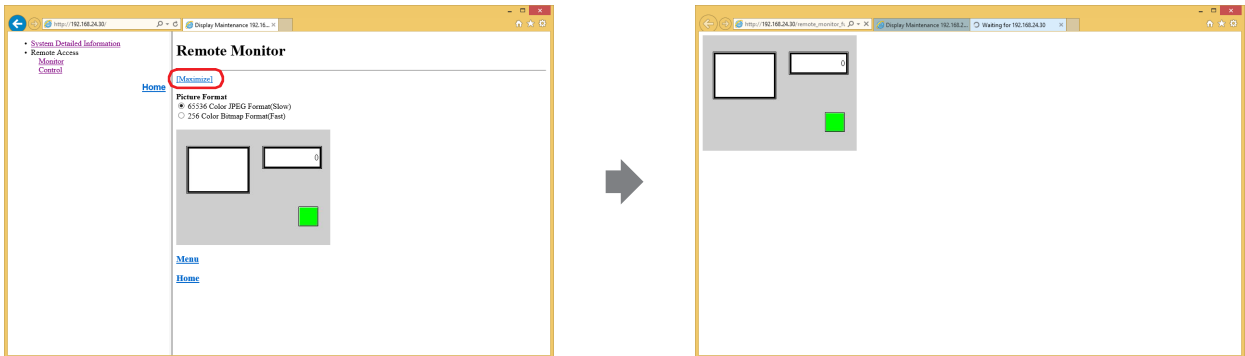 http://192.168.24.30/
Display Maintenance 192.16...
System Detailed Information
Remote Access
Monitor
Control
Home
Remote Monitor
[Maximize]
Picture Format
65536 Color JPEG Format(Slow)
256 Color Bitmap Format(Fast)
0
Menu
Home
http://192.168.24.30/remote_monitor_fu
Display Maintenance 192.168.2...
Waiting for 192.168.24.30
0